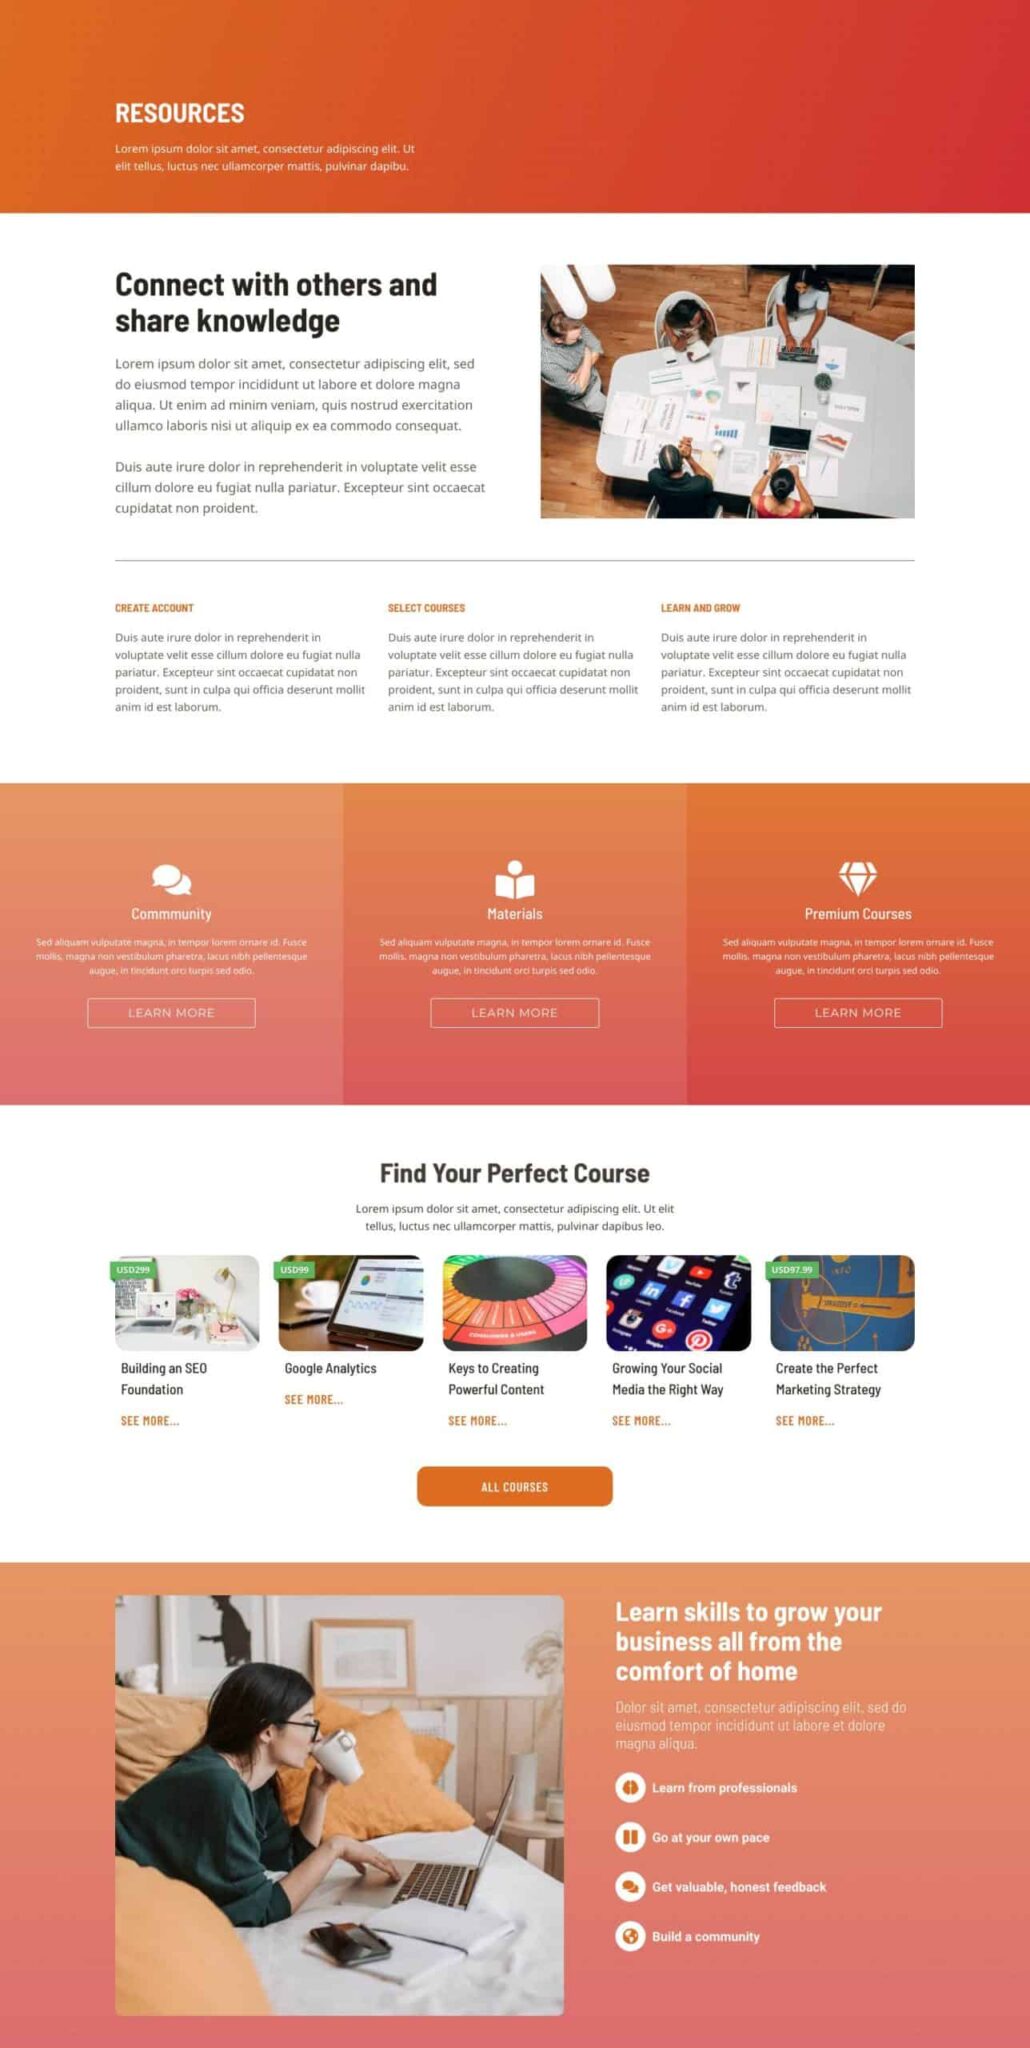 RESOURCES
Lorem ipsum dolor sit amet, consectetur adipiscing elit. Ut
elit tellus, luctus nec ullamcorper mattis, pulvinar dapibu.
Connect with others and
share knowledge
Lorem ipsum dolor sit amet, consectetur adipiscing elit, sed
do eiusmod tempor incididunt ut labore et dolore magna
aliqua. Ut enim ad minim veniam, quis nostrud exercitation
ullamco laboris nisi ut aliquip ex ea commodo consequat.
Duis aute irure dolor in reprehenderit in voluptate velit esse
cillum dolore eu fugiat nulla pariatur. Excepteur sint occaecat
cupidatat non proident.
CREATE ACCOUNT
Duis aute irure dolor in reprehenderit in
voluptate velit esse cillum dolore eu fugiat nulla
pariatur. Excepteur sint occaecat cupidatat non
proident, sunt in culpa qui officia deserunt mollit
anim id est laborum.
SELECT COURSES
Duis aute irure dolor in reprehenderit in
voluptate velit esse cillum dolore eu fugiat nulla
pariatur. Excepteur sint occaecat cupidatat non
proident, sunt in culpa qui officia deserunt mollit
anim id est laborum.
LEARN AND GROW
Duis aute irure dolor in reprehenderit in
voluptate velit esse cillum dolore eu fugiat nulla
pariatur. Excepteur sint occaecat cupidatat non
proident, sunt in culpa qui officia deserunt mollit
anim id est laborum.
Commmunity
Sed aliquam vulputate magna, in tempor lorem ornare id. Fusce
mollis, magna non vestibulum pharetra, lacus nibh pellentesque
augue, in tincidunt orci turpis sed odio.
LEARN MORE
Materials
Sed aliquam vulputate magna, in tempor lorem ornare id. Fusce
mollis, magna non vestibulum pharetra, lacus nibh pellentesque
augue, in tincidunt orci turpis sed odio.
LEARN MORE
Premium Courses
Sed aliquam vulputate magna, in tempor lorem ornare id. Fusce
mollis, magna non vestibulum pharetra, lacus nibh pellentesque
augue, in tincidunt orci turpis sed odio.
LEARN MORE
Find Your Perfect Course
Lorem ipsum dolor sit amet, consectetur adipiscing elit. Ut elit
tellus, luctus nec ullamcorper mattis, pulvinar dapibus leo.
USD299
Building an SEO
Foundation
SEE MORE...
USD99
Google Analytics
SEE MORE...
CONSUMERS & USERS
Keys to Creating
Powerful Content
SEE MORE...
Growing Your Social
Media the Right Way
SEE MORE...
USD97.99
Create the Perfect
Marketing Strategy
SEE MORE...
ALL COURSES
Learn skills to grow your
business all from the
comfort of home
Dolor sit amet, consectetur adipiscing elit, sed do
eiusmod tempor incididunt ut labore et dolore
magna aliqua.
Learn from professionals
Go at your own pace
Get valuable, honest feedback
Build a community